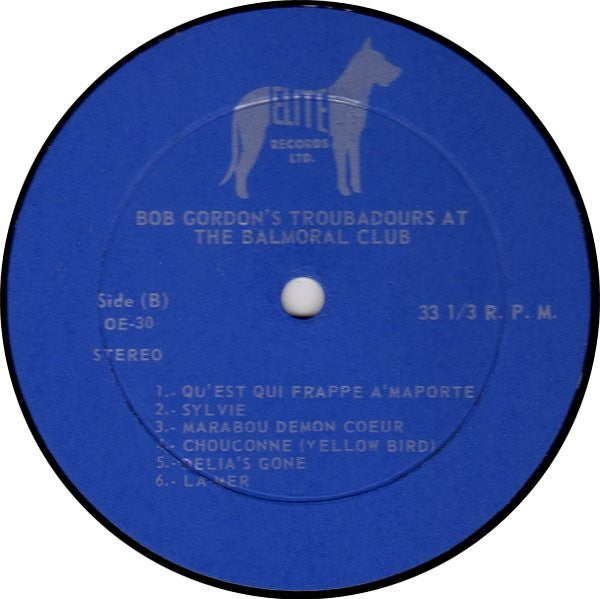 ELITE
RECORDS
LTD.
BOB GORDON'S TROUBADOURS AT
THE BALMORAL CLUB
Side (B)
OE-30
33 1/3 R. P. M.
STEREO
1.- QU'EST QUI FRAPPE A'MAPORTE
2.- SYLVIE
3.- MARABOU DEMON COEUR
4.- CHOUCONNE (YELLOW BIRD)
5.- DELIA'S GONE
6.- LA MER